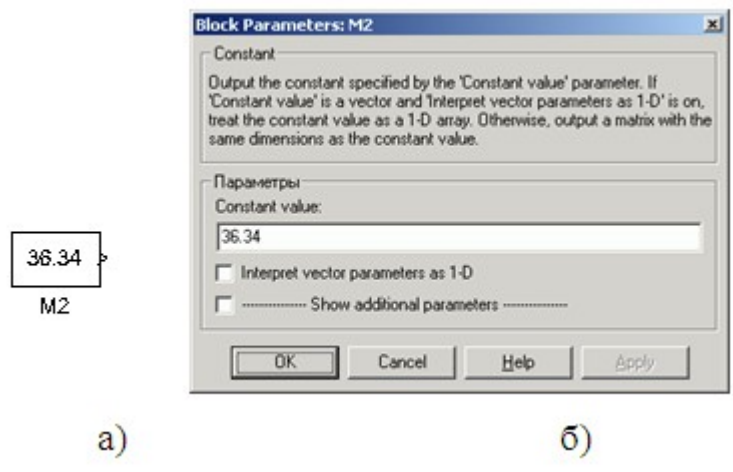 Block Parameters: M2
Constant
Output the constant specified by the 'Constant value' parameter. If
'Constant value' is a vector and 'Interpret vector parameters as 1-D' is on,
treat the constant value as a 1-D array. Otherwise, output a matrix with the
same dimensions as the constant value.
Параметры
Constant value:
36.34
Interpret vector parameters as 1-D
--------------- Show additional parameters ---------------
OK Cancel Help Apply
36.34
M2
а) б)